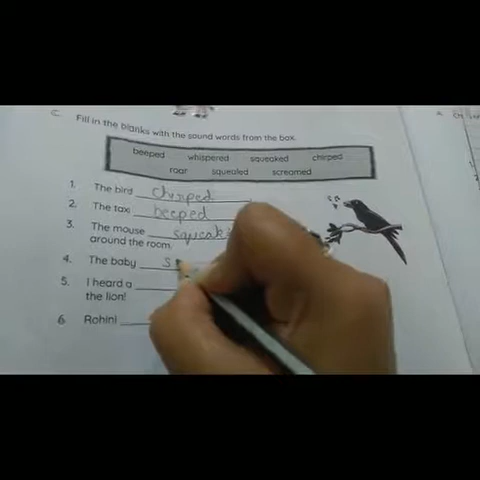 C. Fill in the blanks with the sound words from the box.
beeped whispered squeaked chirped
roar squealed screamed
1. The bird chirped
2. The taxi beeped
3. The mouse squeak
around the room.
4. The baby s
5. I heard a
the lion!
6 Rohini